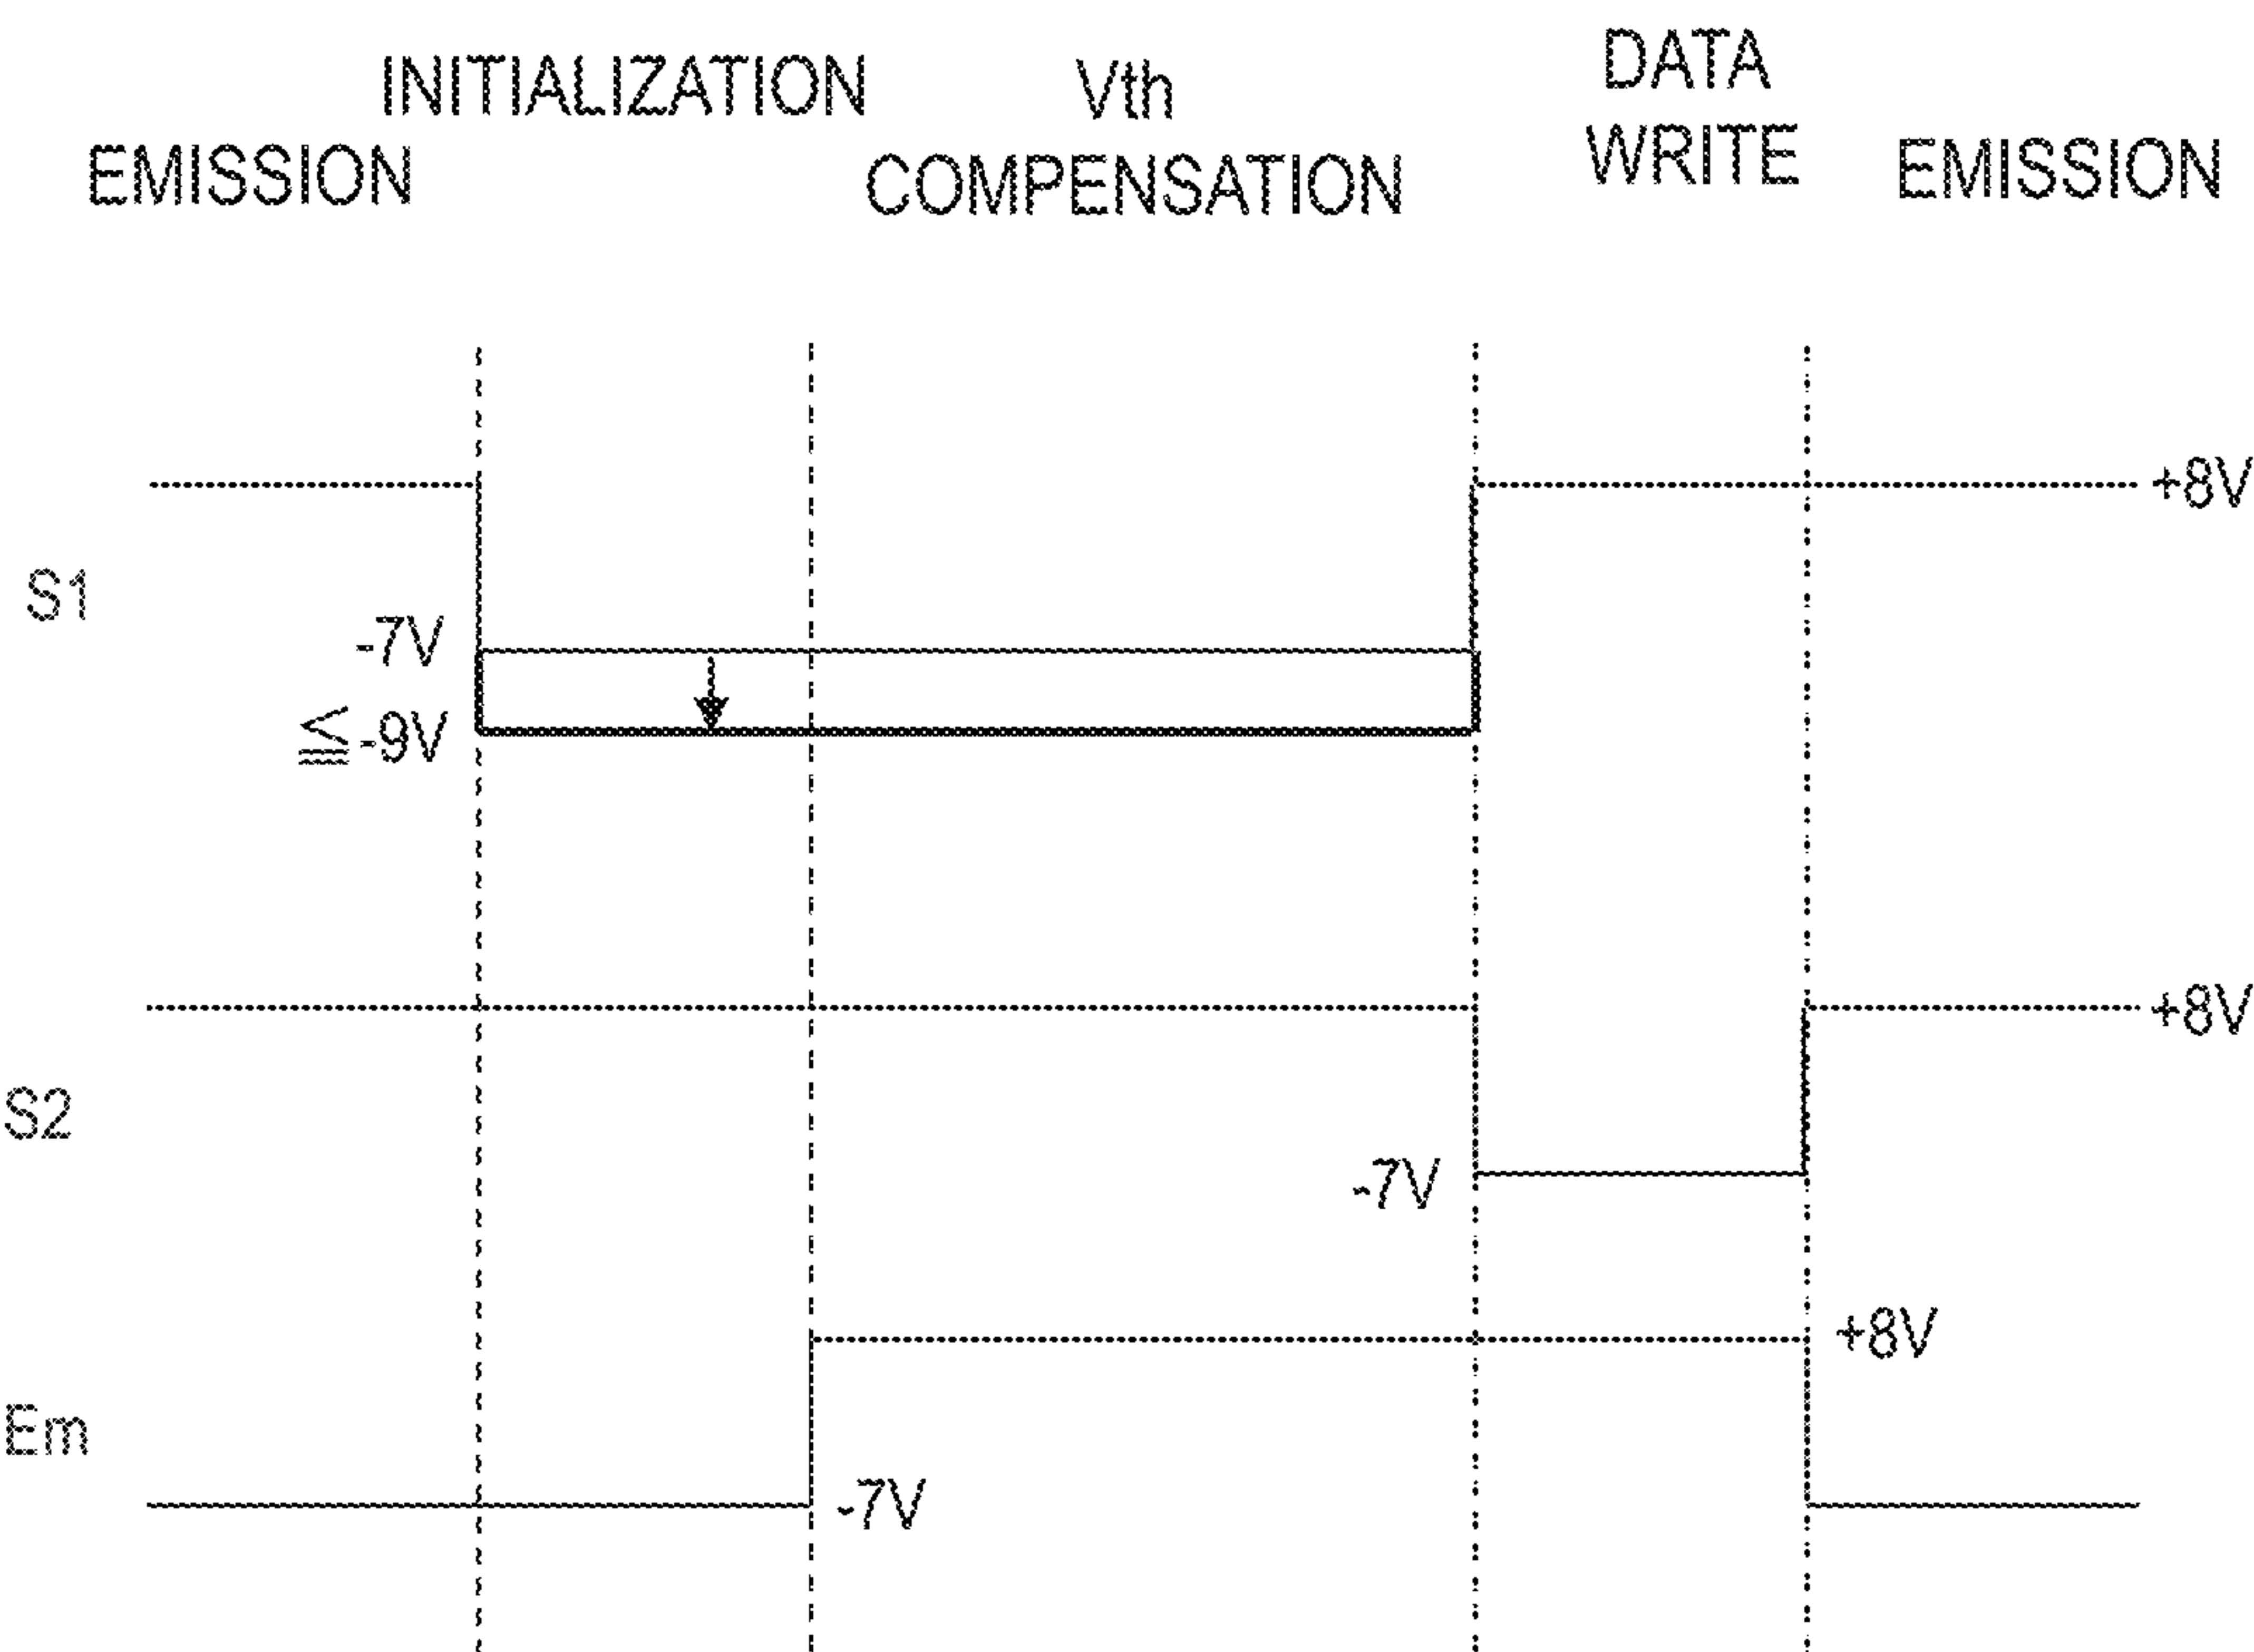 INITIALIZATION
Vth
DATA
WRITE
EMISSION
COMPENSATION
EMISSION
+8V
S1
-7V
≦-9V
+8V
S2
-7V
+8V
Em
-7V